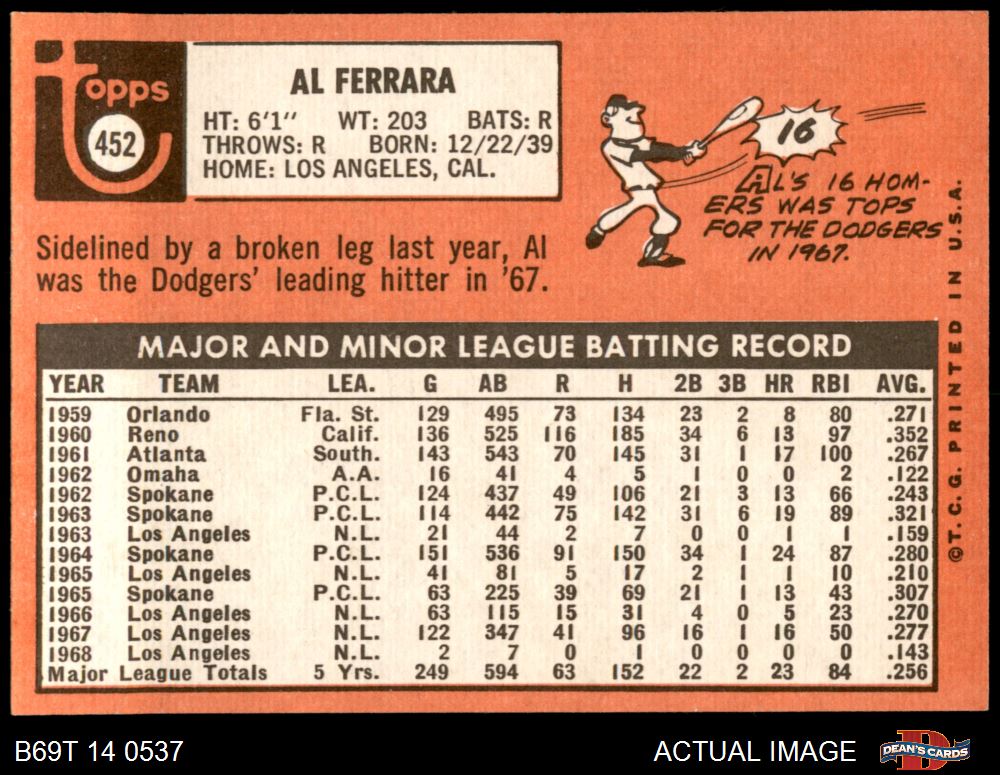 Topps
452
AL FERRARA
HT: 6'1" WT: 203 BATS: R
THROWS: R BORN: 12/22/39
HOME: LOS ANGELES, CAL.
16
AL'S 16 HOM-
ERS WAS TOPS
FOR THE DODGERS
IN 1967.
Sidelined by a broken leg last year, Al
was the Dodgers' leading hitter in '67.
MAJOR AND MINOR LEAGUE BATTING RECORD
YEAR TEAM LEA. G AB R H 2B 3B HR RBI AVG.
1959 Orlando Fla. St. 129 495 73 134 23 2 8 80 .271
1960 Reno Calif. 136 525 116 185 34 6 13 97 .352
1961 Atlanta South. 143 543 70 145 31 1 17 100 .267
1962 Omaha A.A. 16 41 4 5 1 0 0 2 .122
1962 Spokane P.C.L. 124 437 49 106 21 3 13 66 .243
1963 Spokane P.C.L. 114 442 75 142 31 6 19 89 .321
1963 Los Angeles N.L. 21 44 2 7 0 0 1 1 .159
1964 Spokane P.C.L. 151 536 91 150 34 1 24 87 .280
1965 Los Angeles N.L. 41 81 5 17 2 1 1 10 .210
1965 Spokane P.C.L. 63 225 39 69 21 1 13 43 .307
1966 Los Angeles N.L. 63 115 15 31 4 0 5 23 .270
1967 Los Angeles N.L. 122 347 41 96 16 1 16 50 .277
1968 Los Angeles N.L. 2 7 0 1 0 0 0 0 .143
Major League Totals 5 Yrs. 249 594 63 152 22 2 23 84 .256
©T.C.G. PRINTED IN U.S.A.
B69T 14 0537
ACTUAL IMAGE
DEAN'S CARDS